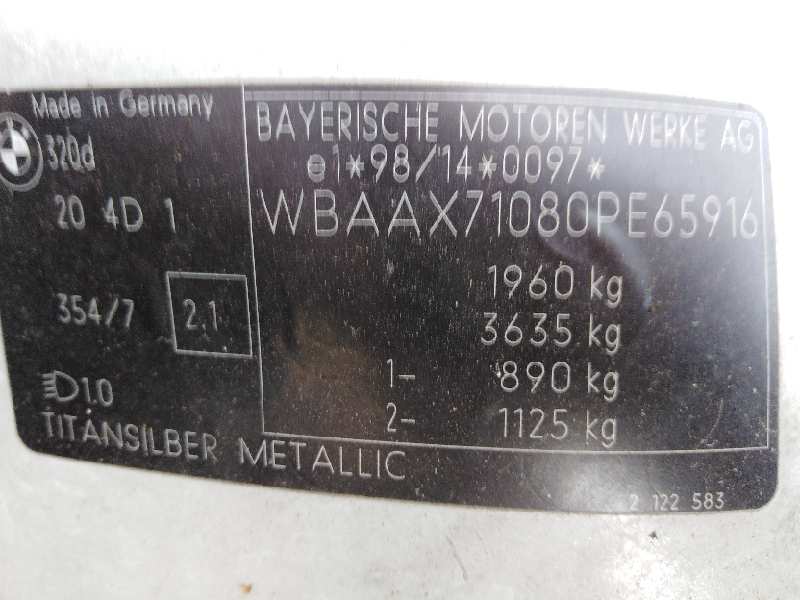 Made in Germany
320d
20 4D 1
354/7 2.1
1.0
TITANSILBER METALLIC
BAYERISCHE MOTOREN WERKE AG
e1*98/14*0097*
WBAAX71080PE65916
1960 kg
3635 kg
1- 890 kg
2- 1125 kg
2 122 583